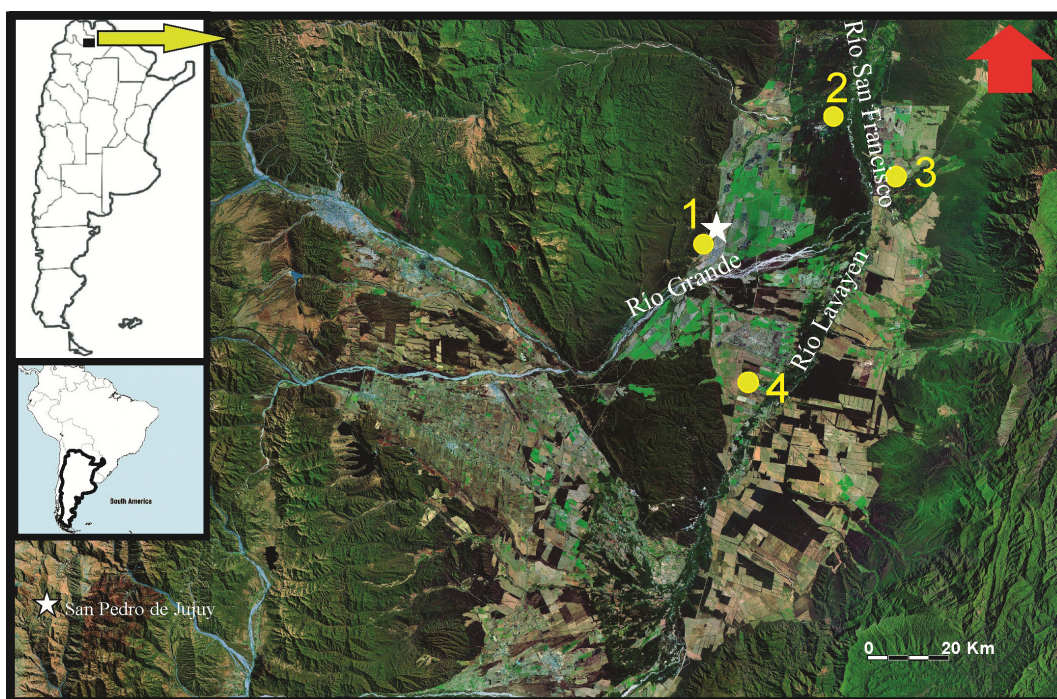 South America
San Pedro de Jujuy
Río San Francisco
2
3
1
Río Grande
Río Lavayen
4
0 20 Km